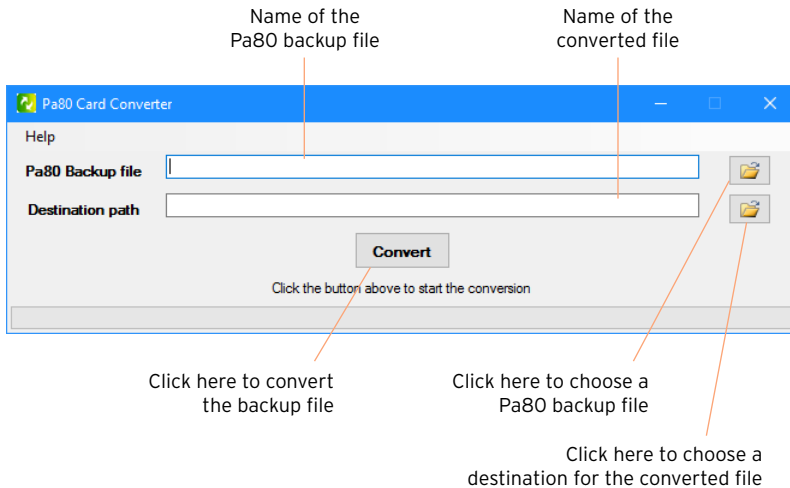 Name of the
Pa80 backup file
Name of the
converted file
Pa80 Card Converter
Help
Pa80 Backup file
Destination path
Convert
Click the button above to start the conversion
Click here to convert
the backup file
Click here to choose a
Pa80 backup file
Click here to choose a
destination for the converted file